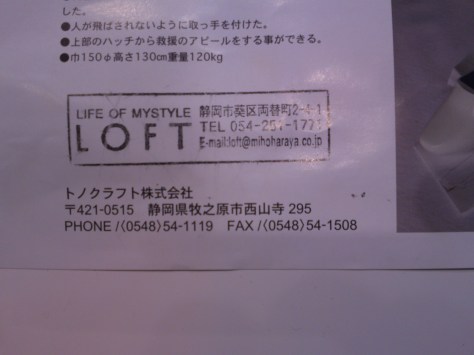 した。
●人が飛ばされないように取っ手を付けた。
●上部のハッチから救援のアピールをする事ができる。
●巾150φ高さ130cm重量120kg
LIFE OF MYSTYLE
LOFT
静岡市葵区両替町2-4-1
TEL 054-251-1771
E-mail:loft@mihoharaya.co.jp
トノクラフト株式会社
〒421-0515 静岡県牧之原市西山寺 295
PHONE /〈0548〉54-1119 FAX /〈0548〉54-1508